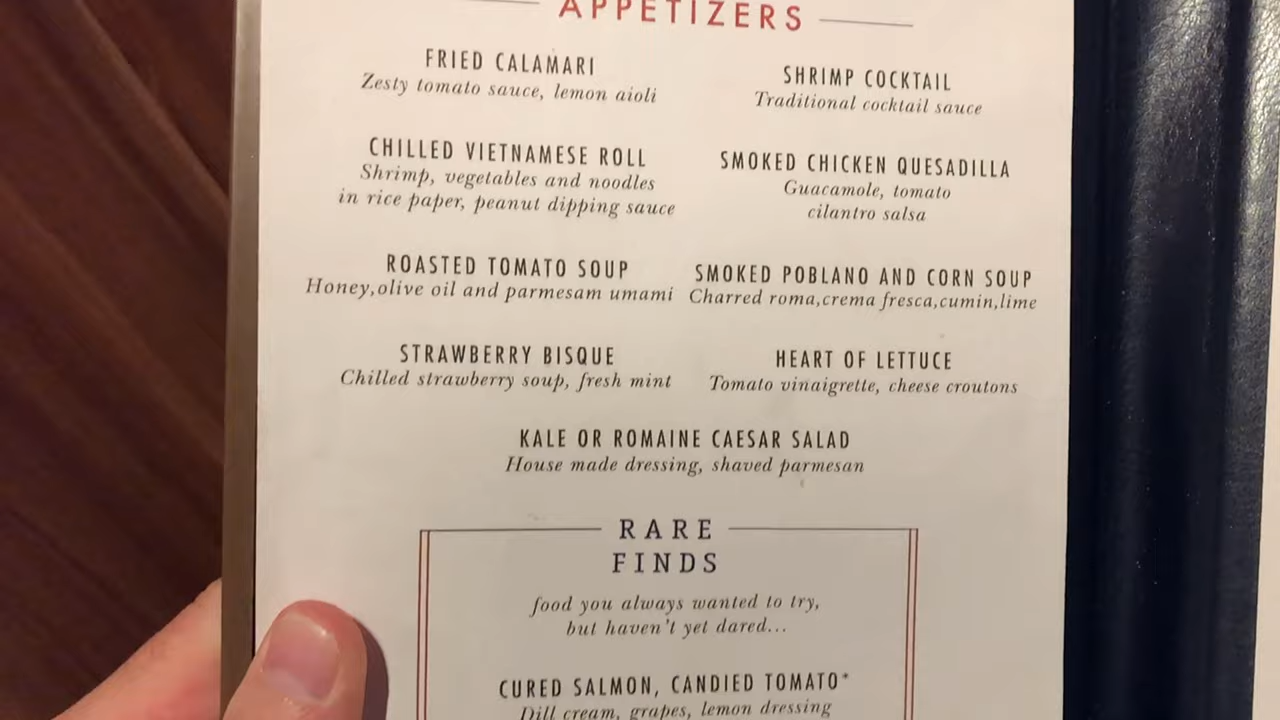 APPETIZERS
FRIED CALAMARI
Zesty tomato sauce, lemon aioli
SHRIMP COCKTAIL
Traditional cocktail sauce
CHILLED VIETNAMESE ROLL
Shrimp, vegetables and noodles
in rice paper, peanut dipping sauce
SMOKED CHICKEN QUESADILLA
Guacamole, tomato
cilantro salsa
ROASTED TOMATO SOUP
Honey,olive oil and parmesam umami
SMOKED POBLANO AND CORN SOUP
Charred roma,crema fresca,cumin,lime
STRAWBERRY BISQUE
Chilled strawberry soup, fresh mint
HEART OF LETTUCE
Tomato vinaigrette, cheese croutons
KALE OR ROMAINE CAESAR SALAD
House made dressing, shaved parmesan
RARE
FINDS
food you always wanted to try,
but haven't yet dared...
CURED SALMON, CANDIED TOMATO*
Dill cream, grapes, lemon dressing